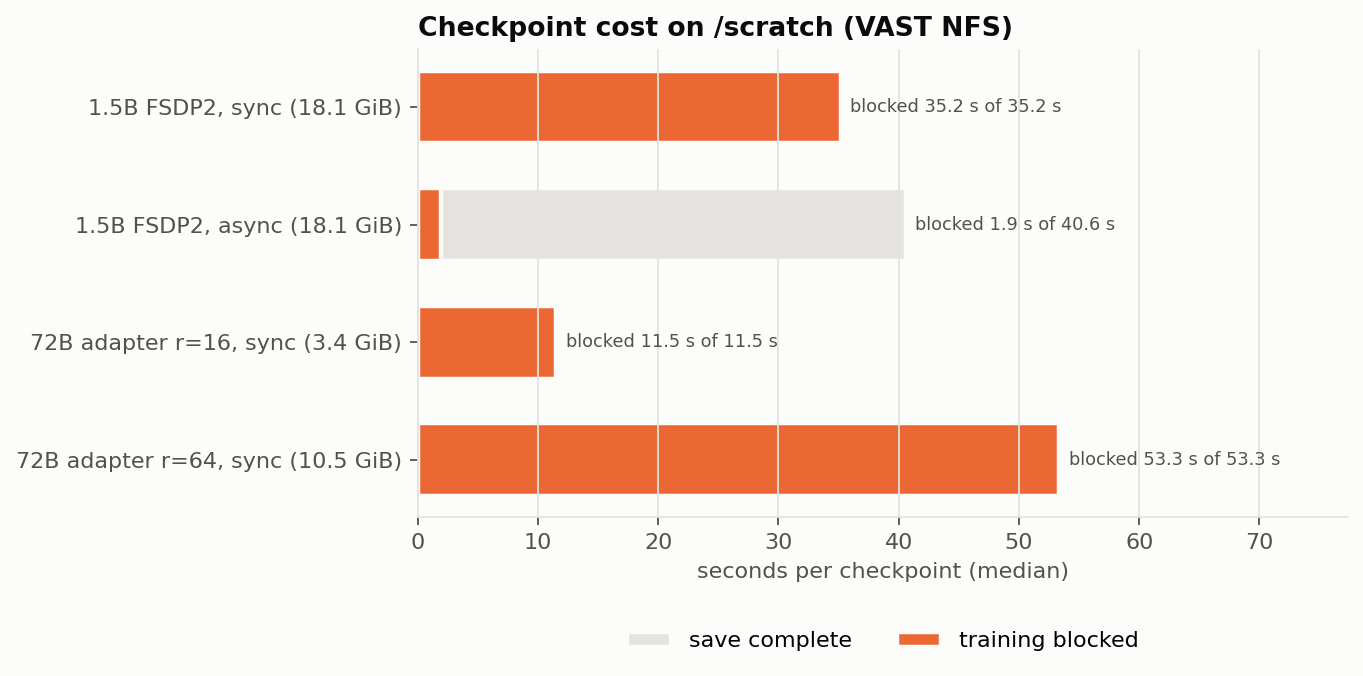 Checkpoint cost on /scratch (VAST NFS)
1.5B FSDP2, sync (18.1 GiB)
blocked 35.2 s of 35.2 s
1.5B FSDP2, async (18.1 GiB)
blocked 1.9 s of 40.6 s
72B adapter r=16, sync (3.4 GiB)
blocked 11.5 s of 11.5 s
72B adapter r=64, sync (10.5 GiB)
blocked 53.3 s of 53.3 s
0 10 20 30 40 50 60 70
seconds per checkpoint (median)
save complete training blocked